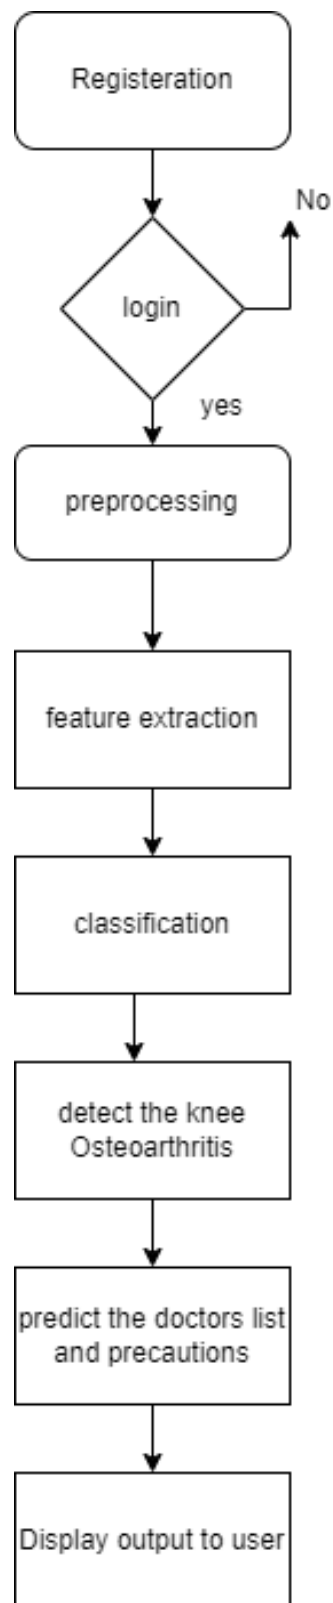 Registeration
No
login
yes
preprocessing
feature extraction
classification
detect the knee
Osteoarthritis
predict the doctors list
and precautions
Display output to user